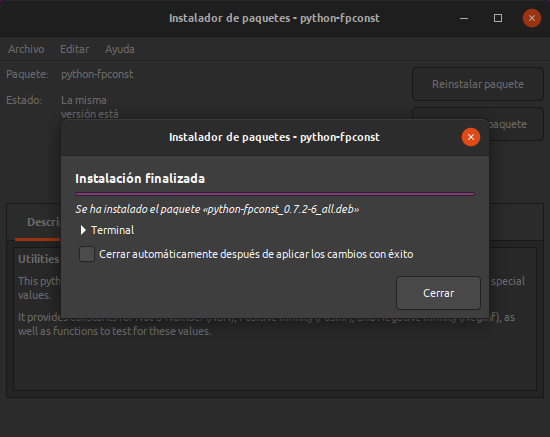 Instalador de paquetes - python-fpconst
Archivo Editar Ayuda
Paquete: python-fpconst
Reinstalar paquete
Estado: La misma
versión está
paquete
Instalador de paquetes - python-fpconst
Instalación finalizada
Se ha instalado el paquete «python-fpconst_0.7.2-6_all.deb»
Terminal
Cerrar automáticamente después de aplicar los cambios con éxito
Cerrar
Descri
Utilities
This pyth special
values.
It provides constants for Not-a-Number (NaN), Positive Infinity (PosInf), and Negative Infinity (NegInf), as
well as functions to test for these values.